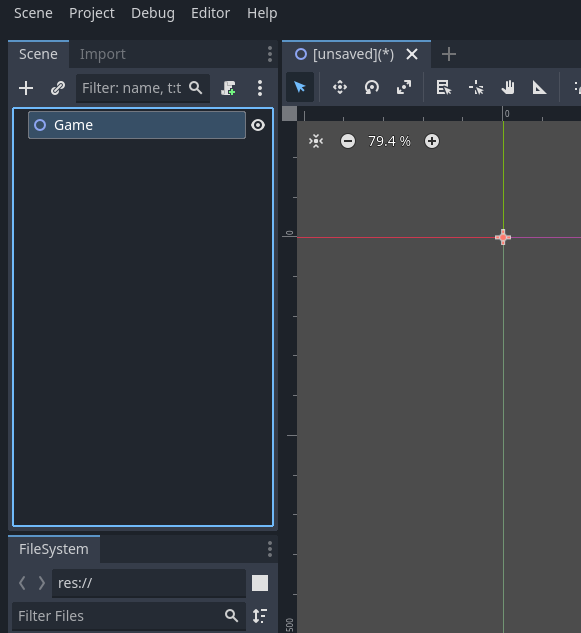 Scene Project Debug Editor Help
Scene Import
[unsaved](*)
Filter: name, t:t
Game
0
79.4 %
0
FileSystem
res://
Filter Files
500